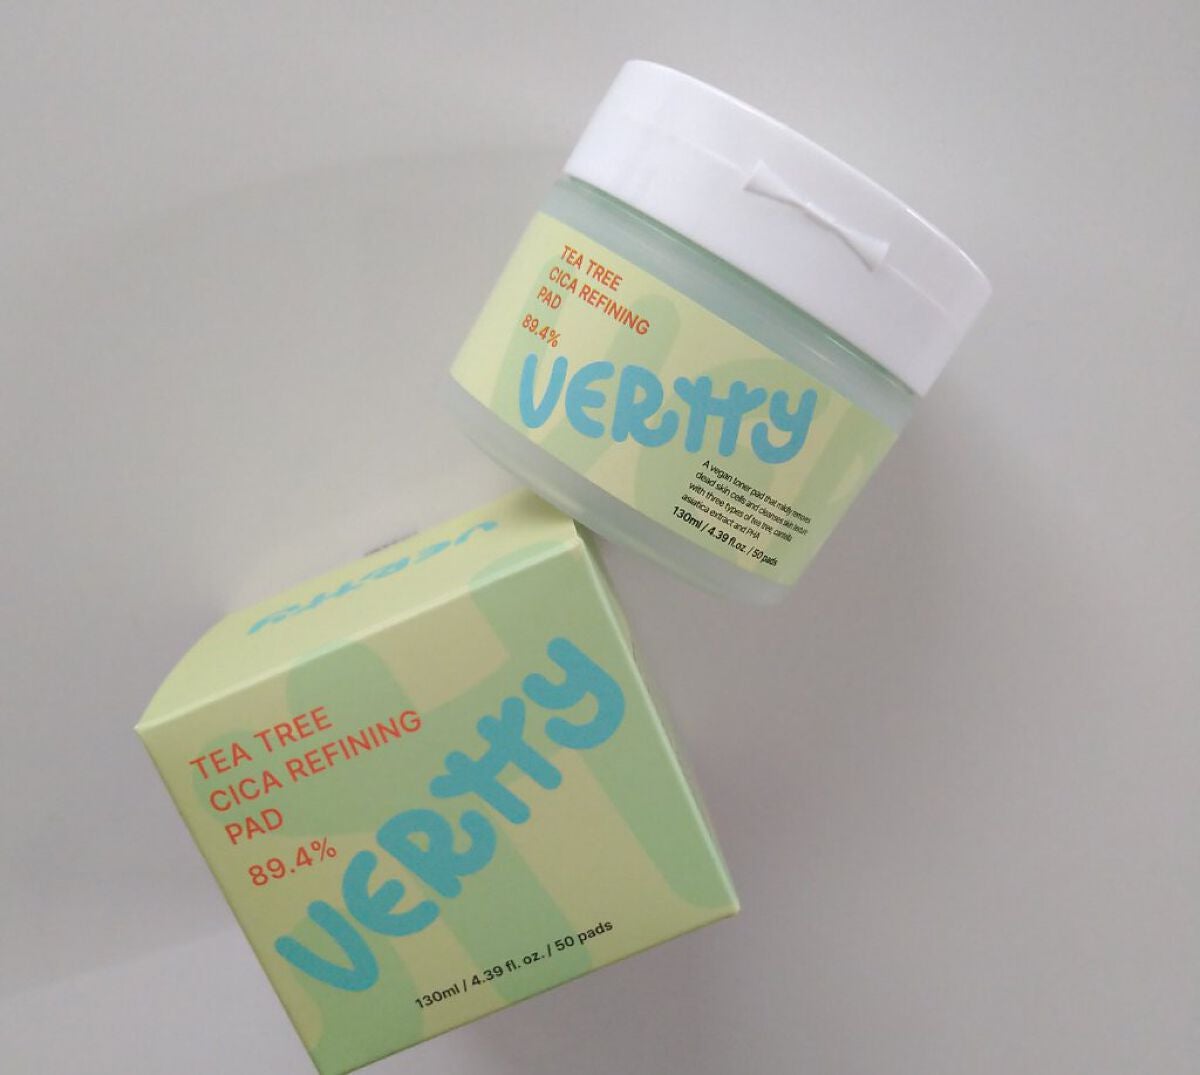 TEA TREE
CICA REFINING
PAD
89.4%
VERTTY
A vegan toner pad that mildly removes
dead skin cells and cleanses skin texture
with three types of tea tree, centella
asiatica extract and PHA
130ml / 4.39 fl.oz. / 50 pads
VERTTY
TEA TREE
CICA REFINING
PAD
89.4%
VERTTY
130ml / 4.39 fl. oz. / 50 pads